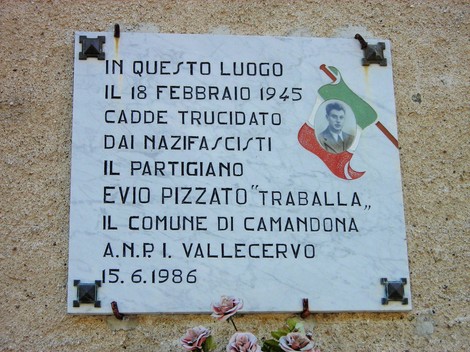 IN QUESTO LUOGO
IL 18 FEBBRAIO 1945
CADDE TRUCIDATO
DAI NAZIFASCISTI
IL PARTIGIANO
EVIO PIZZATO "TRABALLA„
IL COMUNE DI CAMANDONA
A.N.P.I. VALLECERVO
15.6.1986